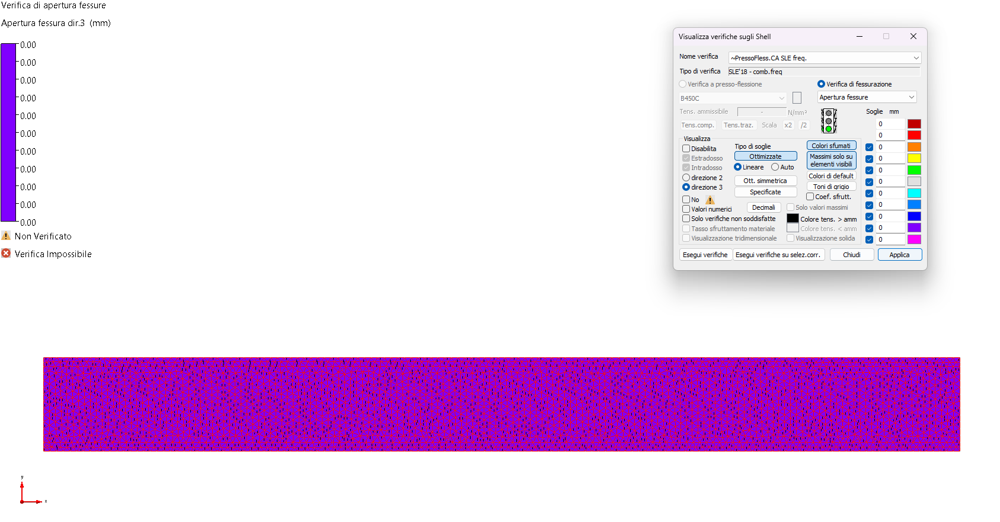 Verifica di apertura fessure
Apertura fessura dir.3 (mm)
0.00
0.00
0.00
0.00
0.00
0.00
0.00
0.00
0.00
0.00
0.00
Non Verificato
Verifica Impossibile
Visualizza verifiche sugli Shell
Nome verifica ~PressoFless.CA SLE freq.
Tipo di verifica SLE'18 - comb.freq
Verifica a presso-flessione Verifica di fessurazione
B450C Apertura fessure
Tens. ammissibile - N/mm² Soglie mm
Tens.comp. Tens.traz. Scala x2 /2 0
0
Visualizza
Disabilita Tipo di soglie Colori sfumati 0
Estradosso Ottimizzate Massimi solo su elementi visibili 0
Intradosso Lineare Auto 0
direzione 2 Ott. simmetrica Colori di default 0
direzione 3 Specificate Toni di grigio 0
No Coef. sfrutt. 0
Valori numerici Decimali Solo valori massimi
Solo verifiche non soddisfatte Colore tens. > amm 0
Tasso sfruttamento materiale Colore tens. < amm 0
Visualizzazione tridimensionale Visualizzazione solida 0
Esegui verifiche Esegui verifiche su selez.corr. Chiudi Applica
y
x